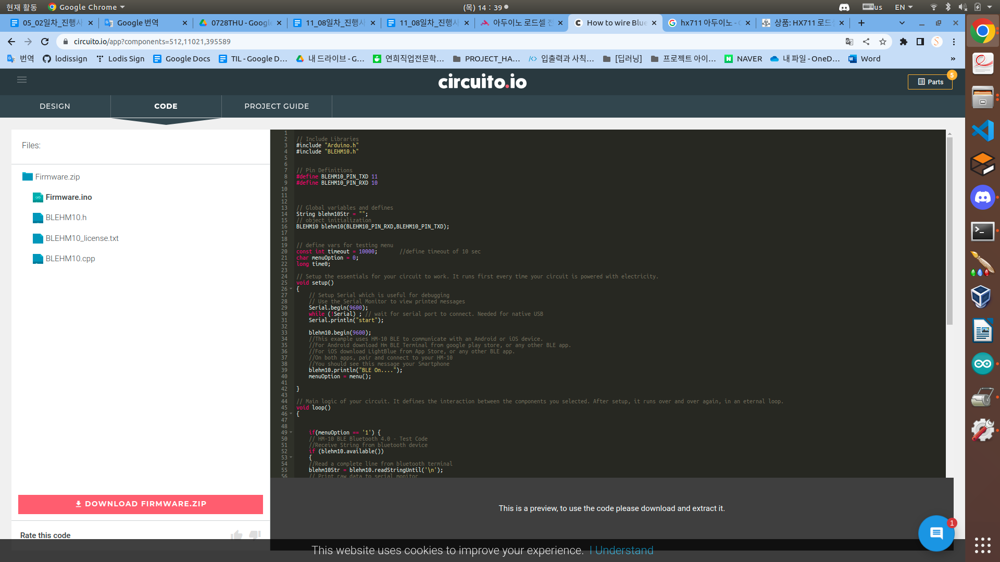 현재 활동
Google Chrome
(목) 14 : 39
us
EN
05_02일차_진행사
Google 번역
0728THU - Google
11_08일차_진행사
11_08일차_진행사
아두이노 로드셀 전
How to wire Blue
hx711 아두이노 - G
상품: HX711 로드셀
circuito.io/app?components=512,11021,395589
번역
lodissign
Lodis Sign
Google Docs
TIL - Google D...
내 드라이브 - G...
연희직업전문학...
PROJECT_HA...
입출력과 사칙...
[딥러닝]
프로젝트 아이...
NAVER
내 파일 - OneD...
Word
»
circuito.io
Parts
5
DESIGN
CODE
PROJECT GUIDE
Files:
Firmware.zip
Firmware.ino
BLEHM10.h
BLEHM10_license.txt
BLEHM10.cpp
DOWNLOAD FIRMWARE.ZIP
Rate this code
1
2 // Include Libraries
3 #include "Arduino.h"
4 #include "BLEHM10.h"
5
6
7 // Pin Definitions
8 #define BLEHM10_PIN_TXD 11
9 #define BLEHM10_PIN_RXD 10
10
11
12
13 // Global variables and defines
14 String blehm10Str = "";
15 // object initialization
16 BLEHM10 blehm10(BLEHM10_PIN_RXD,BLEHM10_PIN_TXD);
17
18
19 // define vars for testing menu
20 const int timeout = 10000;       //define timeout of 10 sec
21 char menuOption = 0;
22 long time0;
23
24 // Setup the essentials for your circuit to work. It runs first every time your circuit is powered with electricity.
25 void setup()
26 {
27     // Setup Serial which is useful for debugging
28     // Use the Serial Monitor to view printed messages
29     Serial.begin(9600);
30     while (!Serial) ; // wait for serial port to connect. Needed for native USB
31     Serial.println("start");
32
33     blehm10.begin(9600);
34     //This example uses HM-10 BLE to communicate with an Android or iOS device.
35     //For Android download Hm BLE Terminal from google play store, or any other BLE app.
36     //For iOS download LightBlue from App Store, or any other BLE app.
37     //On both apps, pair and connect to your HM-10
38     //You should see this message your Smartphone
39     blehm10.println("BLE On....");
40     menuOption = menu();
41
42 }
43
44 // Main logic of your circuit. It defines the interaction between the components you selected. After setup, it runs over and over again, in an eternal loop.
45 void loop()
46 {
47
48
49     if(menuOption == '1') {
50     // HM-10 BLE Bluetooth 4.0 - Test Code
51     //Receive String from bluetooth device
52     if (blehm10.available())
53     {
54     //Read a complete line from bluetooth terminal
55     blehm10Str = blehm10.readStringUntil('\n');
56     // Print raw data to serial monitor
This is a preview, to use the code please download and extract it.
1
This website uses cookies to improve your experience. I Understand